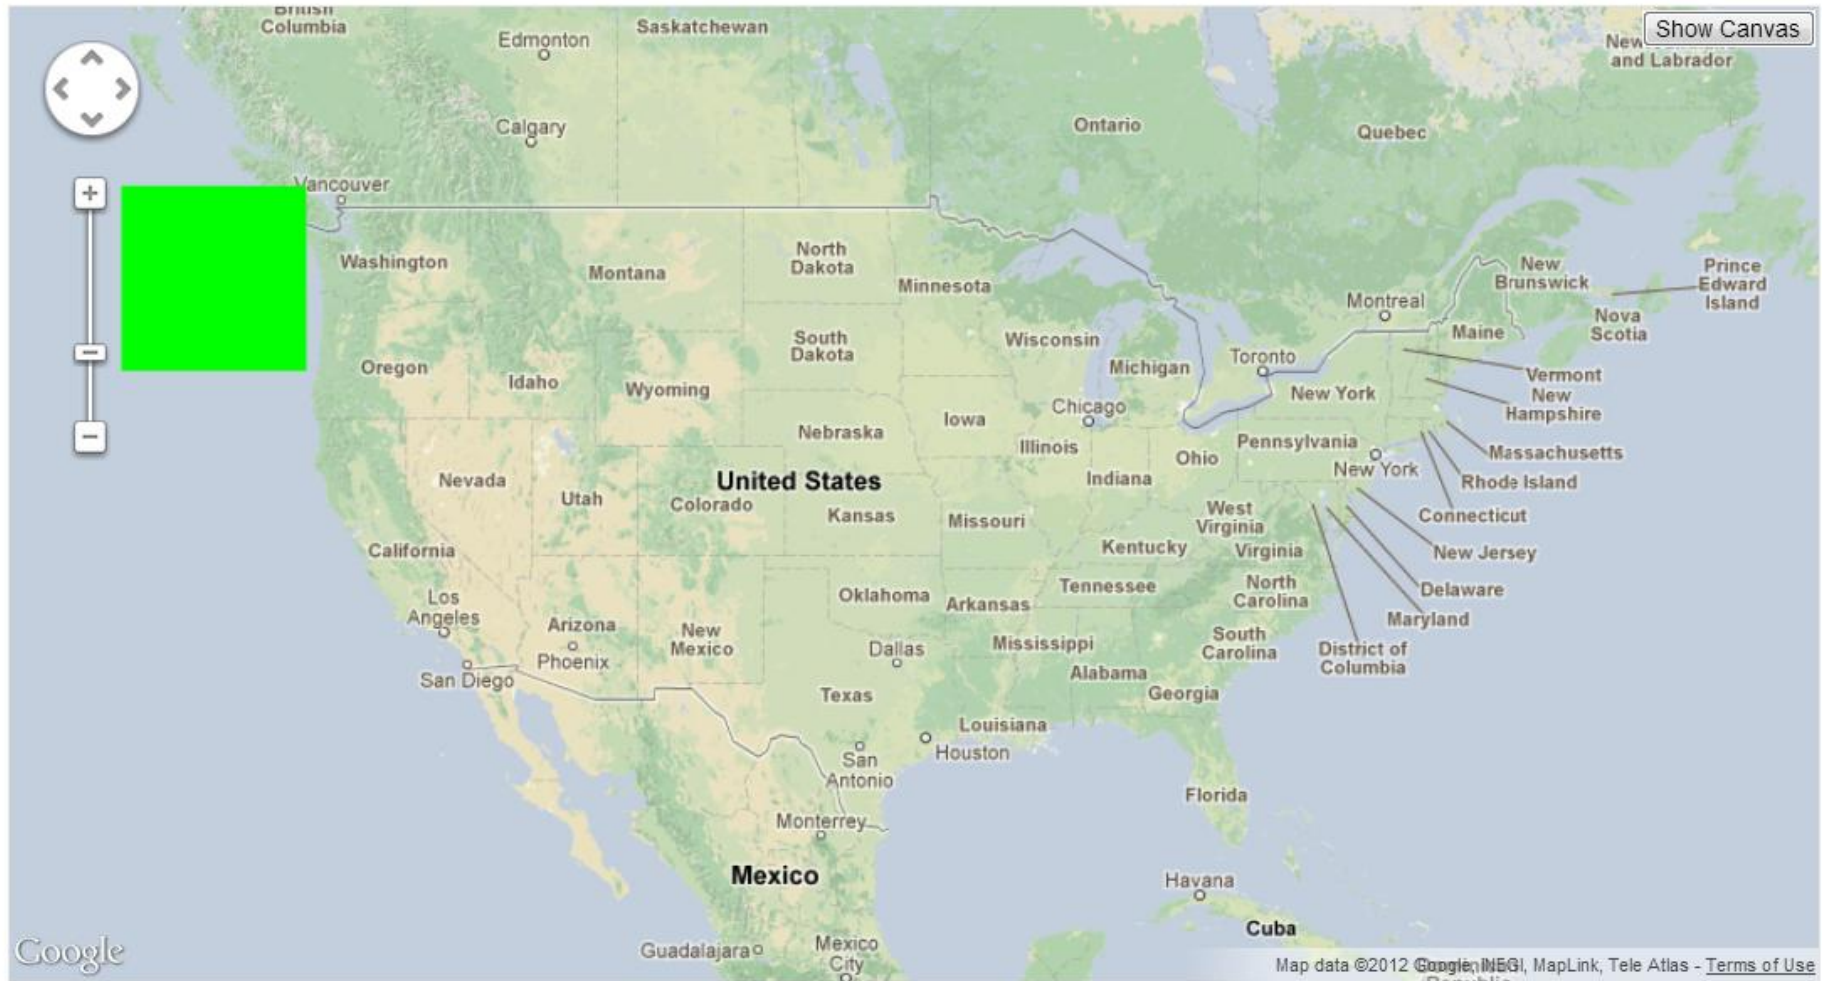 British
Columbia
Saskatchewan
Edmonton
Show Canvas
and Labrador
Calgary
Ontario
Quebec
Vancouver
Washington
Montana
North
Dakota
Minnesota
New
Brunswick
Prince
Edward
Island
Montreal
Nova
Scotia
Maine
Oregon
Idaho
Wyoming
South
Dakota
Wisconsin
Michigan
Toronto
New York
Vermont
New
Hampshire
Chicago
Iowa
Nebraska
Illinois
Indiana
Ohio
Pennsylvania
New York
Massachusetts
Rhode Island
Connecticut
Nevada
Utah
United States
Colorado
Kansas
Missouri
West
Virginia
Kentucky
Virginia
New Jersey
California
Los
Angeles
Arizona
Phoenix
New
Mexico
Oklahoma
Arkansas
Tennessee
North
Carolina
Delaware
Maryland
San Diego
Dallas
Mississippi
South
Carolina
District of
Columbia
Texas
Alabama
Georgia
Louisiana
San
Antonio
Houston
Florida
Monterrey
Mexico
Havana
Cuba
Guadalajara
Mexico
City
Google
Map data ©2012 Google, INEGI, MapLink, Tele Atlas - Terms of Use